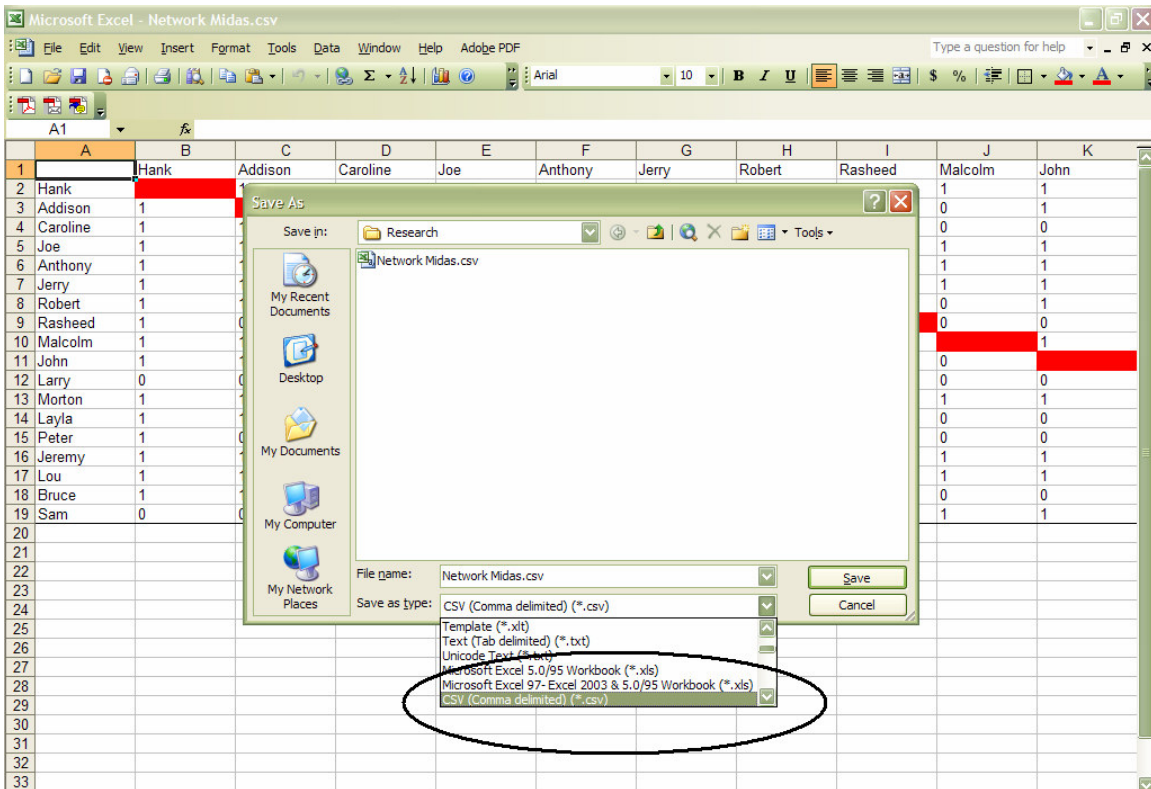 Microsoft Excel - Network Midas.csv
File Edit View Insert Format Tools Data Window Help Adobe PDF Type a question for help
Arial 10 B I U $ %
A1 fx
A B C D E F G H I J K
1 Hank Addison Caroline Joe Anthony Jerry Robert Rasheed Malcolm John
2 Hank 1 1
3 Addison 1 0 1
4 Caroline 1 0 0
5 Joe 1 1 1
6 Anthony 1 1 1
7 Jerry 1 1 1
8 Robert 1 0 1
9 Rasheed 1 0 0
10 Malcolm 1 1
11 John 1 0
12 Larry 0 0 0
13 Morton 1 1 1
14 Layla 1 0 0
15 Peter 1 0 0
16 Jeremy 1 1 1
17 Lou 1 1 1
18 Bruce 1 0 0
19 Sam 0 1 1
20
21
22
23
24
25
26
27
28
29
30
31
32
33
Save As
Save in: Research Tools
Network Midas.csv
My Recent
Documents
Desktop
My Documents
My Computer
My Network
Places
File name: Network Midas.csv Save
Save as type: CSV (Comma delimited) (*.csv) Cancel
Template (*.xlt)
Text (Tab delimited) (*.txt)
Unicode Text (*.txt)
Microsoft Excel 5.0/95 Workbook (*.xls)
Microsoft Excel 97- Excel 2003 & 5.0/95 Workbook (*.xls)
CSV (Comma delimited) (*.csv)